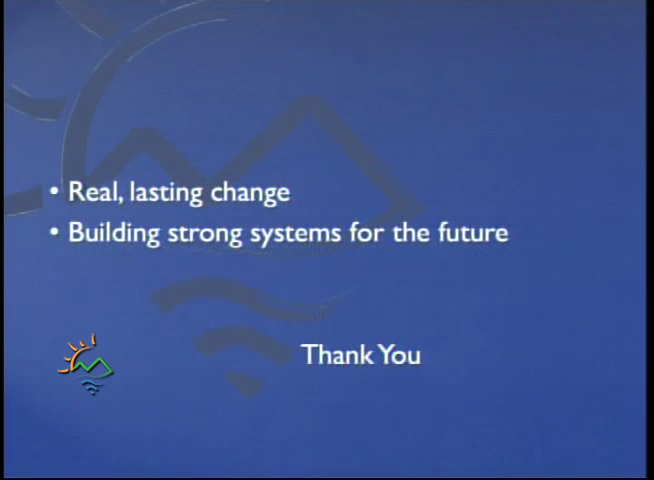 • Real, lasting change
• Building strong systems for the future
Thank You